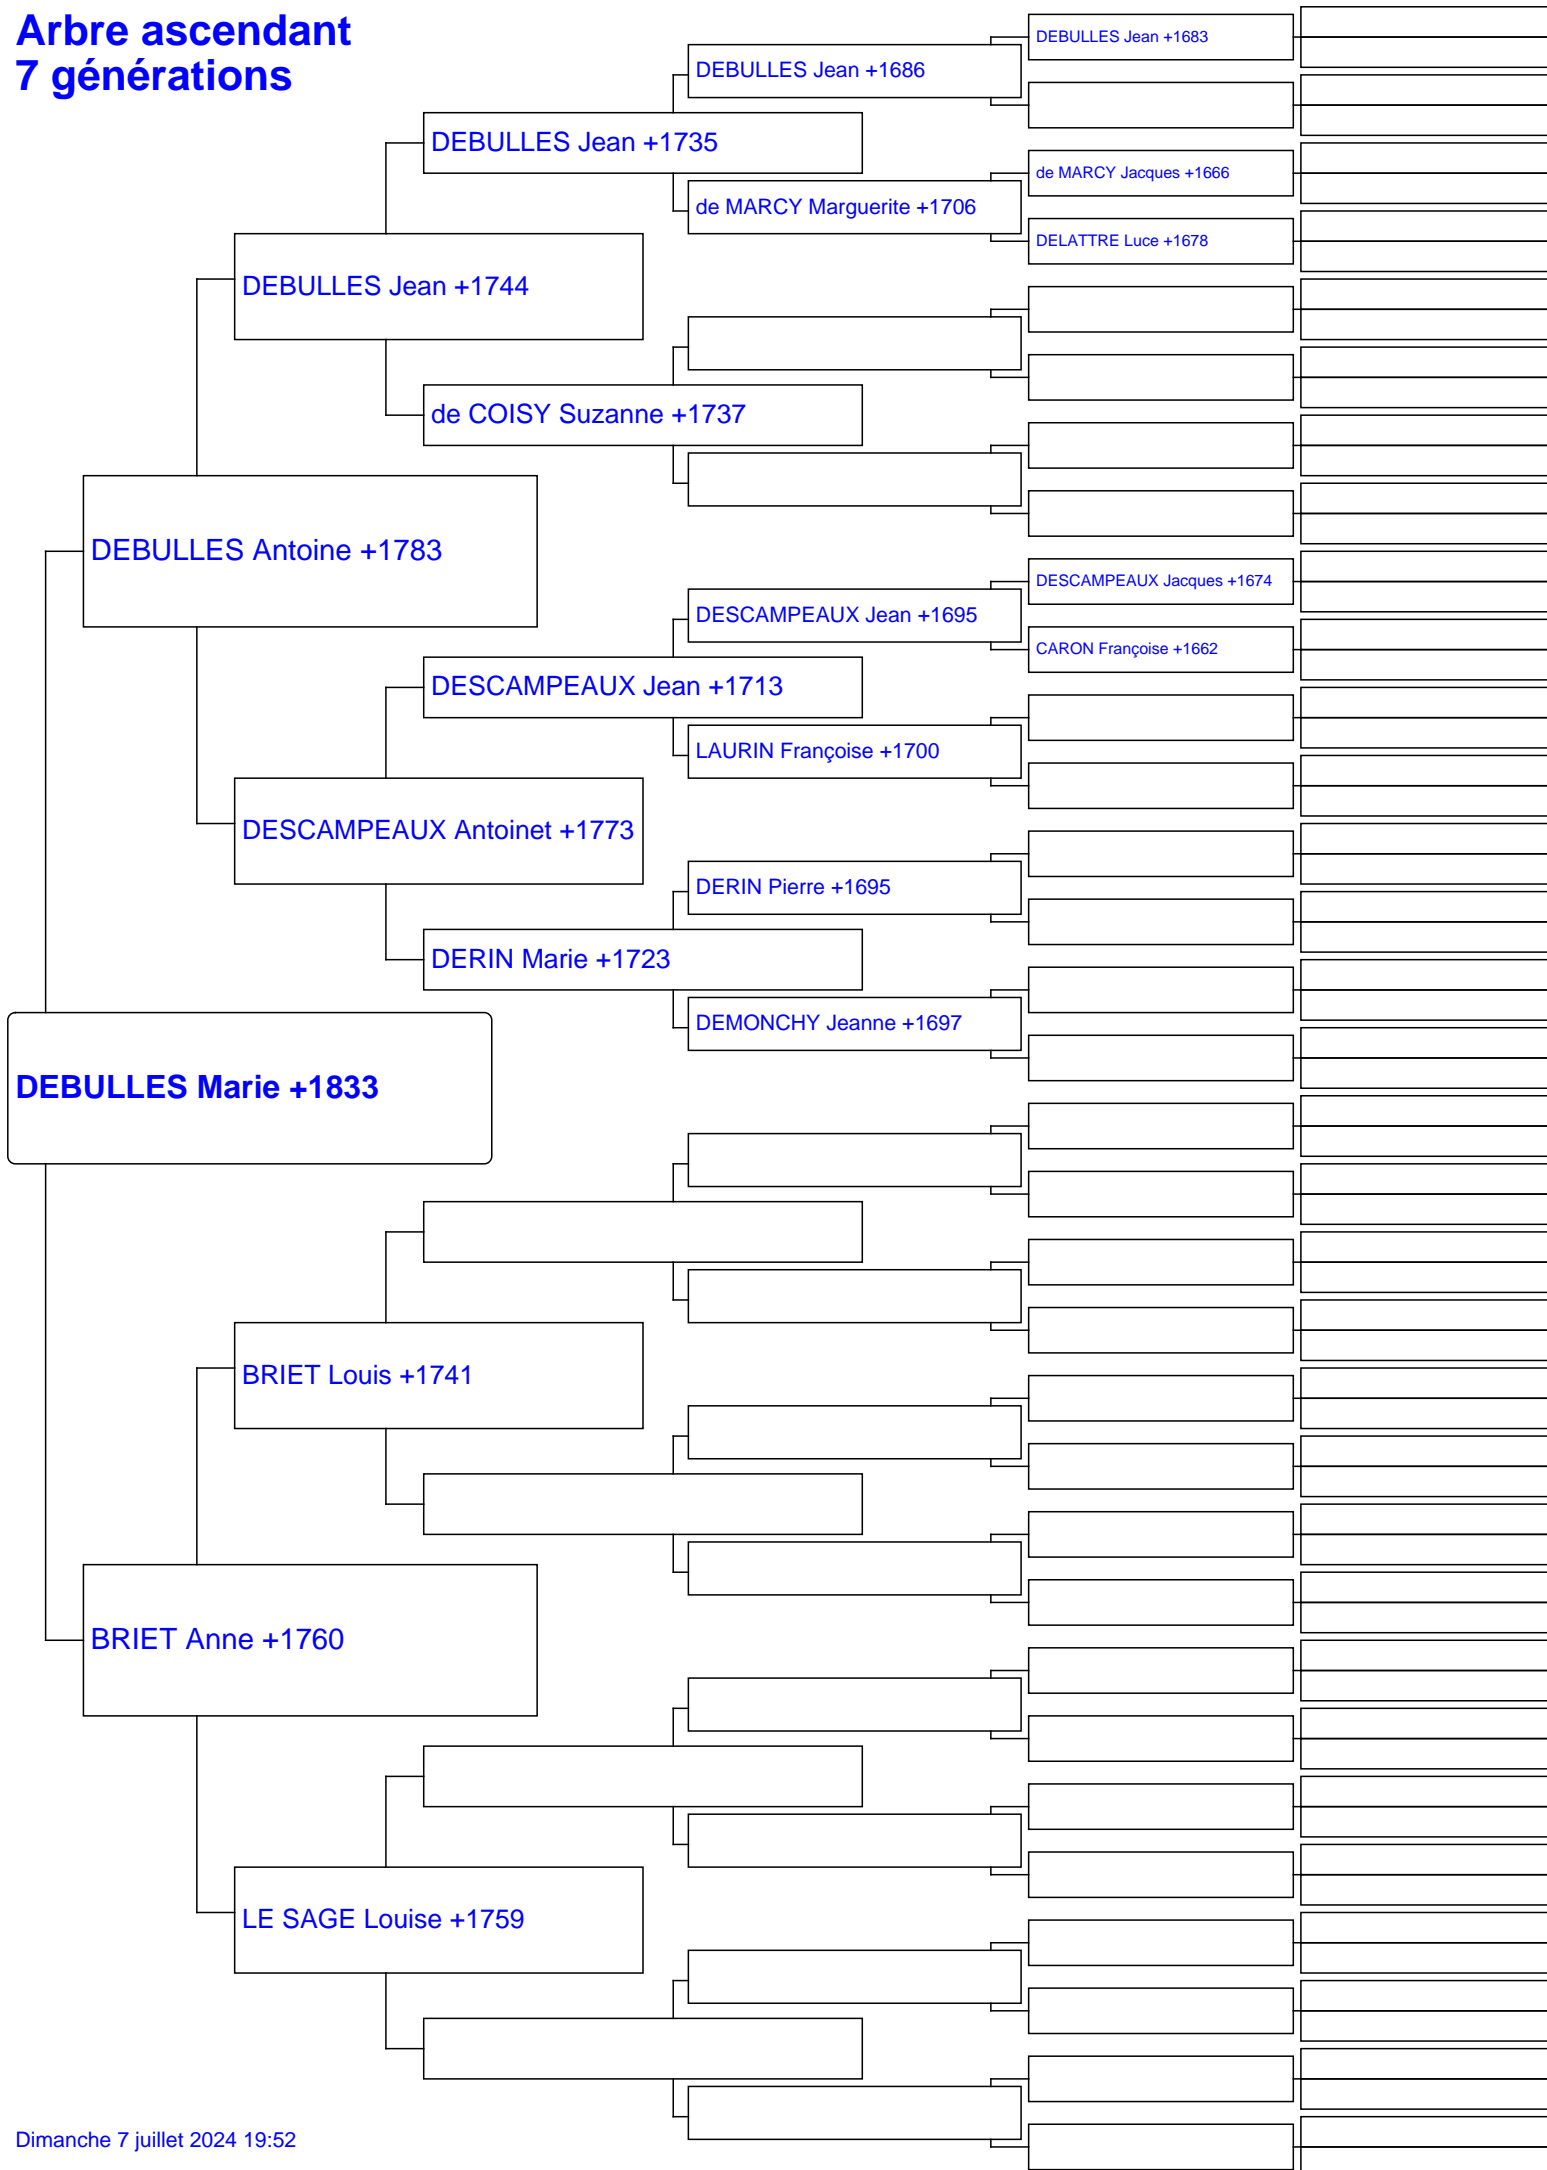 Arbre ascendant
7 générations
DEBULLES Jean +1683
DEBULLES Jean +1686
DEBULLES Jean +1735
de MARCY Jacques +1666
de MARCY Marguerite +1706
DELATTRE Luce +1678
DEBULLES Jean +1744
de COISY Suzanne +1737
DEBULLES Antoine +1783
DESCAMPEAUX Jacques +1674
DESCAMPEAUX Jean +1695
CARON Françoise +1662
DESCAMPEAUX Jean +1713
LAURIN Françoise +1700
DESCAMPEAUX Antoinet +1773
DERIN Pierre +1695
DERIN Marie +1723
DEMONCHY Jeanne +1697
DEBULLES Marie +1833
BRIET Louis +1741
BRIET Anne +1760
LE SAGE Louise +1759
Dimanche 7 juillet 2024 19:52